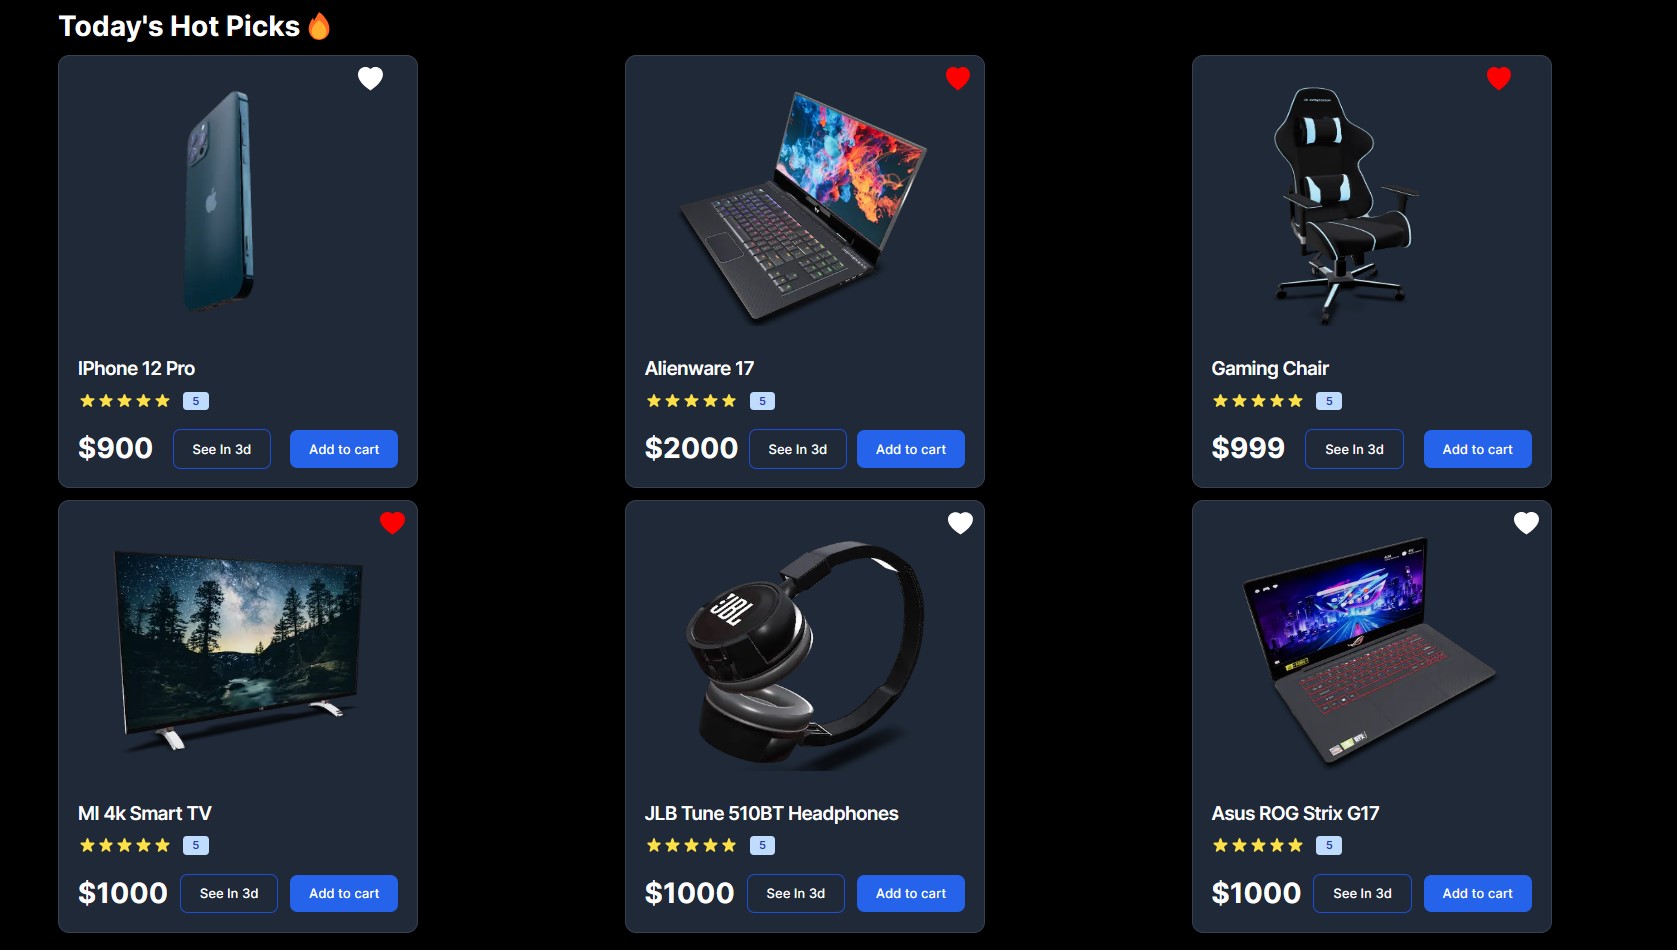 Today's Hot Picks 🔥
IPhone 12 Pro
5
$900 See In 3d Add to cart
Alienware 17
5
$2000 See In 3d Add to cart
Gaming Chair
5
$999 See In 3d Add to cart
JBL
MI 4k Smart TV
5
$1000 See In 3d Add to cart
JLB Tune 510BT Headphones
5
$1000 See In 3d Add to cart
Asus ROG Strix G17
5
$1000 See In 3d Add to cart